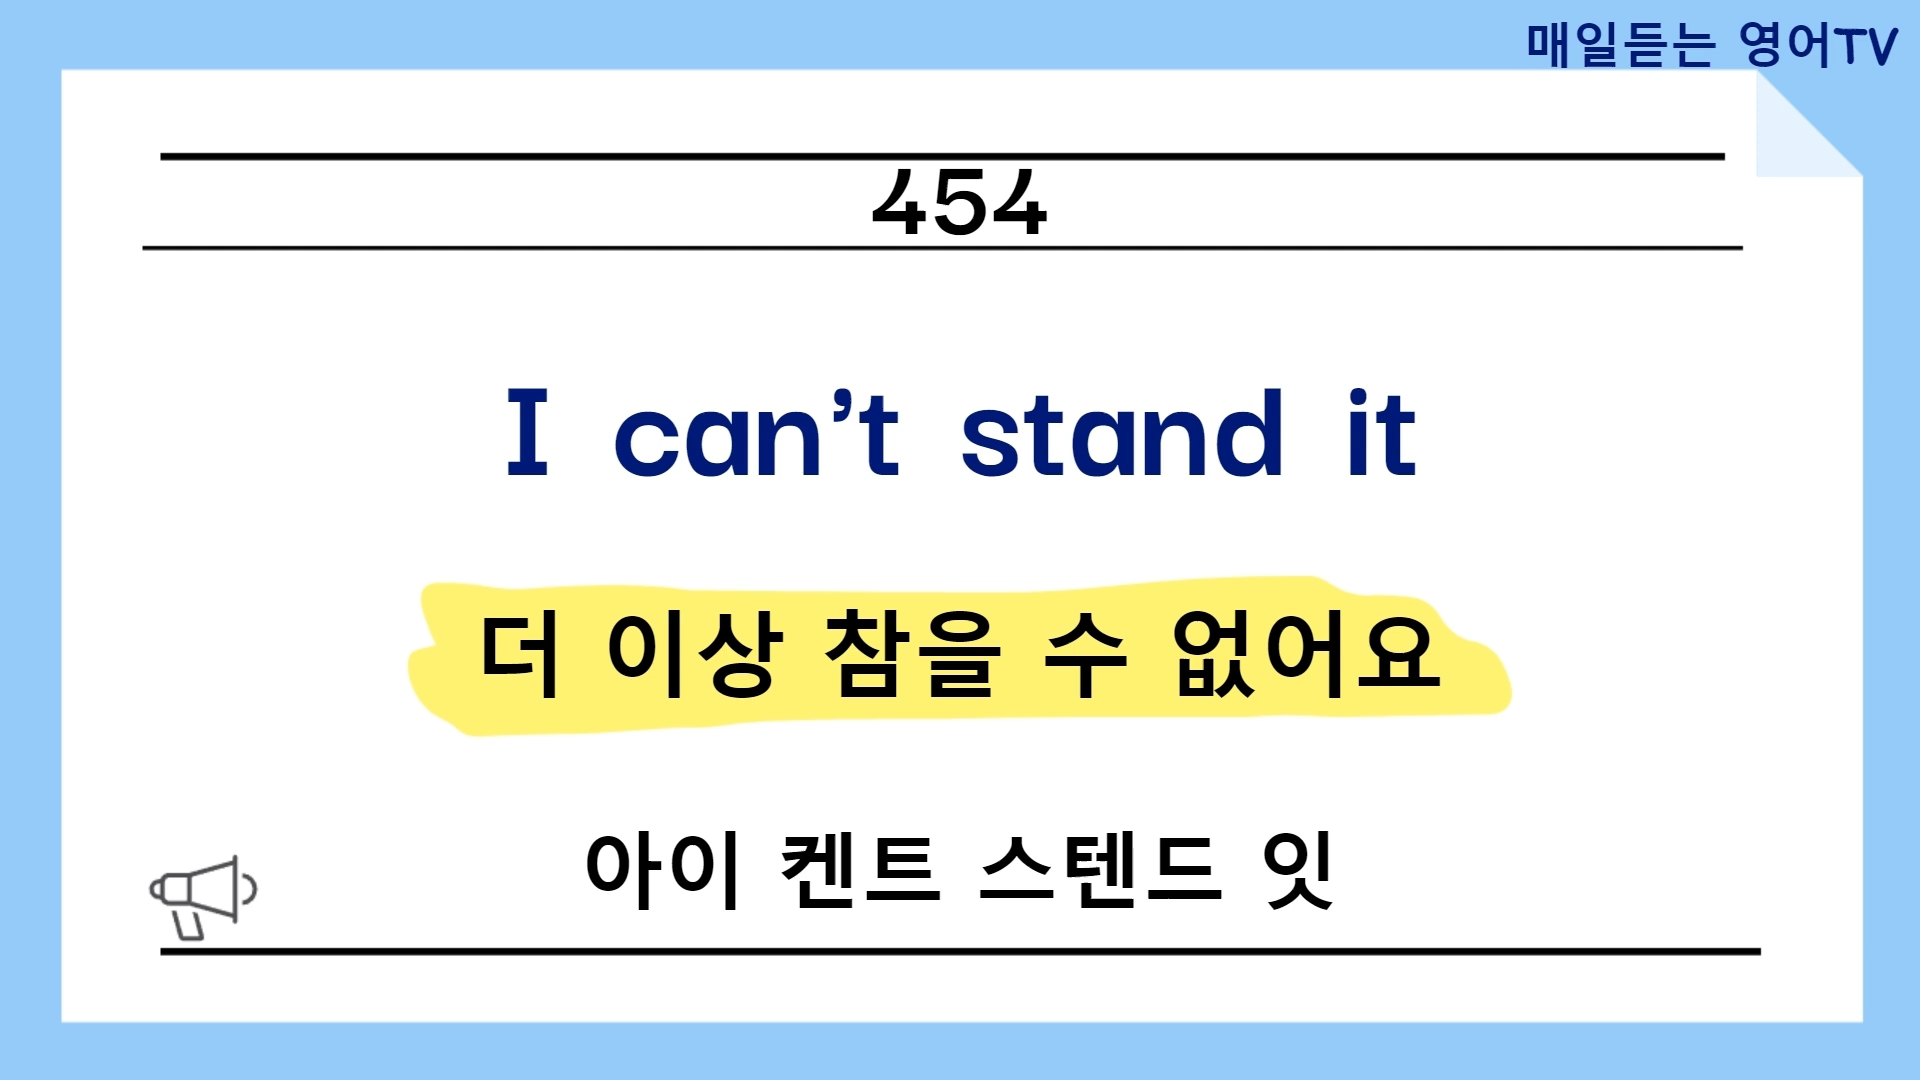 매일듣는 영어TV
454
I can’t stand it
더 이상 참을 수 없어요
아이 켄트 스텐드 잇